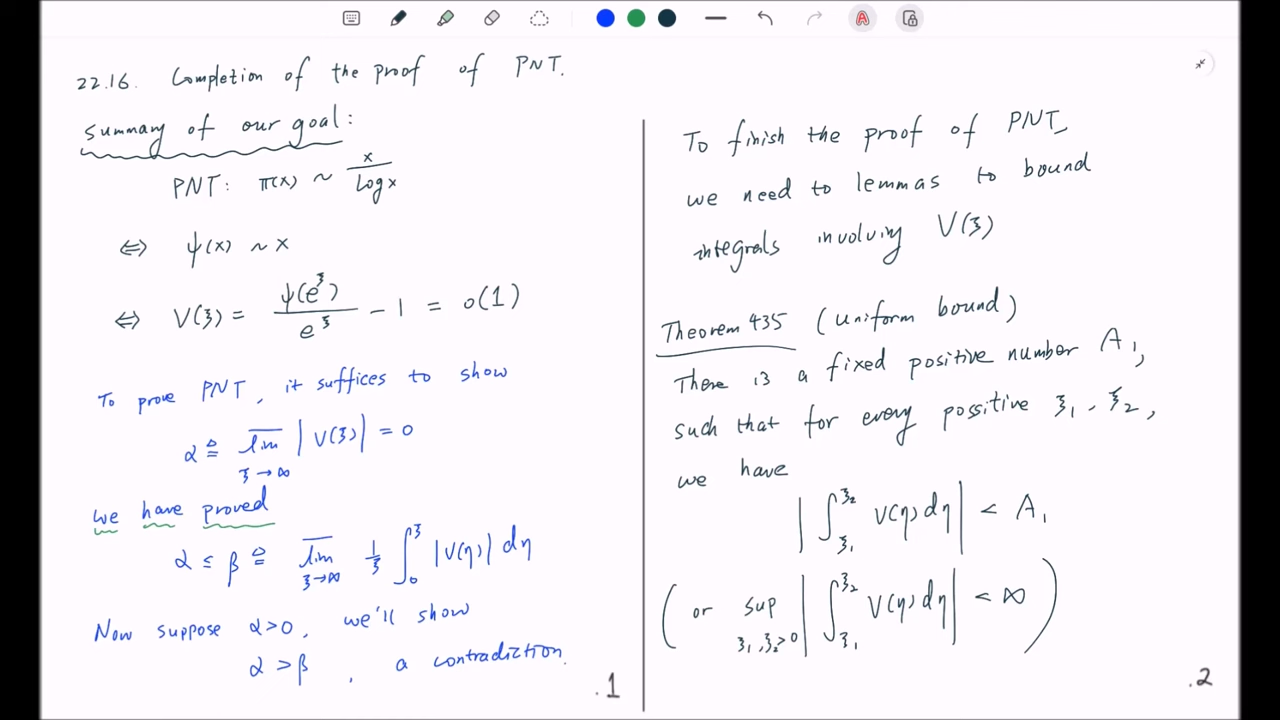 22.16. Completion of the proof of PNT.
summary of our goal:
PNT: π(x) ~ x / log x
⇔ ψ(x) ~ x
⇔ V(ξ) = ψ(e^ξ) / e^ξ - 1 = o(1)
To prove PNT, it suffices to show
α ≜ \overline{lim}_{ξ→∞} |V(ξ)| = 0
we have proved
α ≤ β ≜ \overline{lim}_{ξ→∞} 1/ξ ∫_0^ξ |V(η)| dη
Now suppose α>0, we'll show
α > β, a contradiction.
.1
To finish the proof of PNT,
we need to lemmas to bound
integrals involving V(ξ)
Theorem 435 (uniform bound)
There is a fixed positive number A_1,
such that for every possitive ξ_1, ξ_2,
we have
|∫_{ξ_1}^{ξ_2} V(η) dη| < A_1
(or sup_{ξ_1, ξ_2>0} |∫_{ξ_1}^{ξ_2} V(η) dη| < ∞)
.2